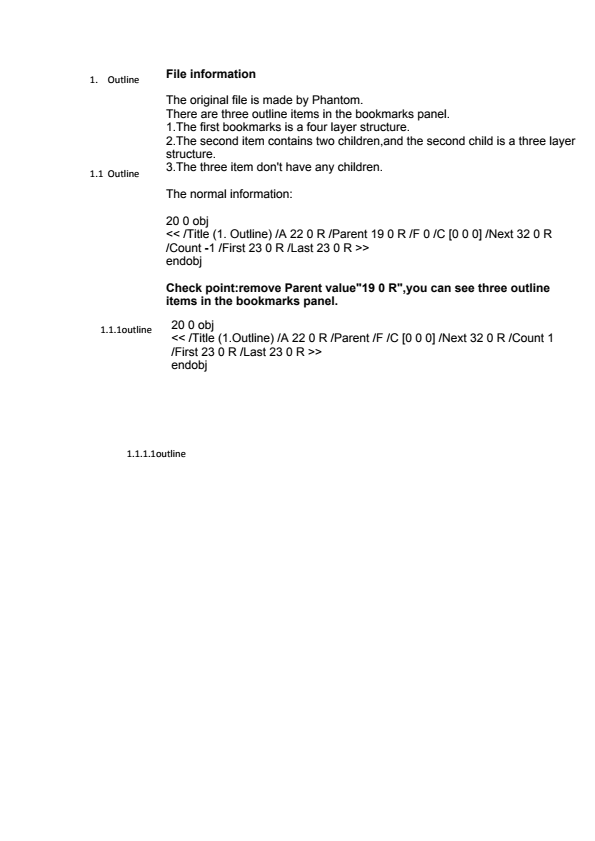 1. Outline
File information
The original file is made by Phantom.
There are three outline items in the bookmarks panel.
1.The first bookmarks is a four layer structure.
2.The second item contains two children,and the second child is a three layer
structure.
3.The three item don't have any children.
1.1 Outline
The normal information:
20 0 obj
<< /Title (1. Outline) /A 22 0 R /Parent 19 0 R /F 0 /C [0 0 0] /Next 32 0 R
/Count -1 /First 23 0 R /Last 23 0 R >>
endobj
Check point:remove Parent value"19 0 R",you can see three outline
items in the bookmarks panel.
1.1.1outline
20 0 obj
<< /Title (1.Outline) /A 22 0 R /Parent /F /C [0 0 0] /Next 32 0 R /Count 1
/First 23 0 R /Last 23 0 R >>
endobj
1.1.1.1outline